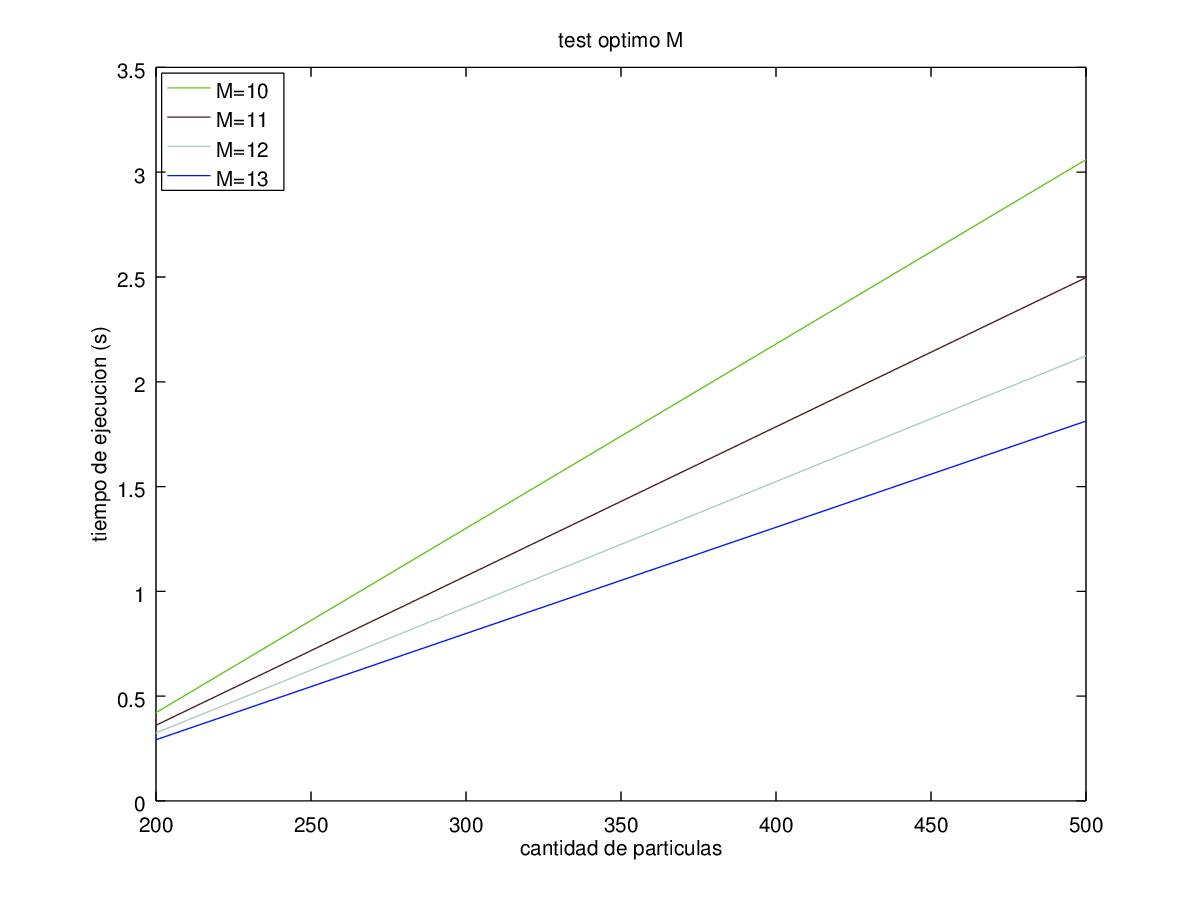 test optimo M
3.5
3
2.5
2
1.5
1
0.5
0
M=10
M=11
M=12
M=13
tiempo de ejecucion (s)
200 250 300 350 400 450 500
cantidad de particulas